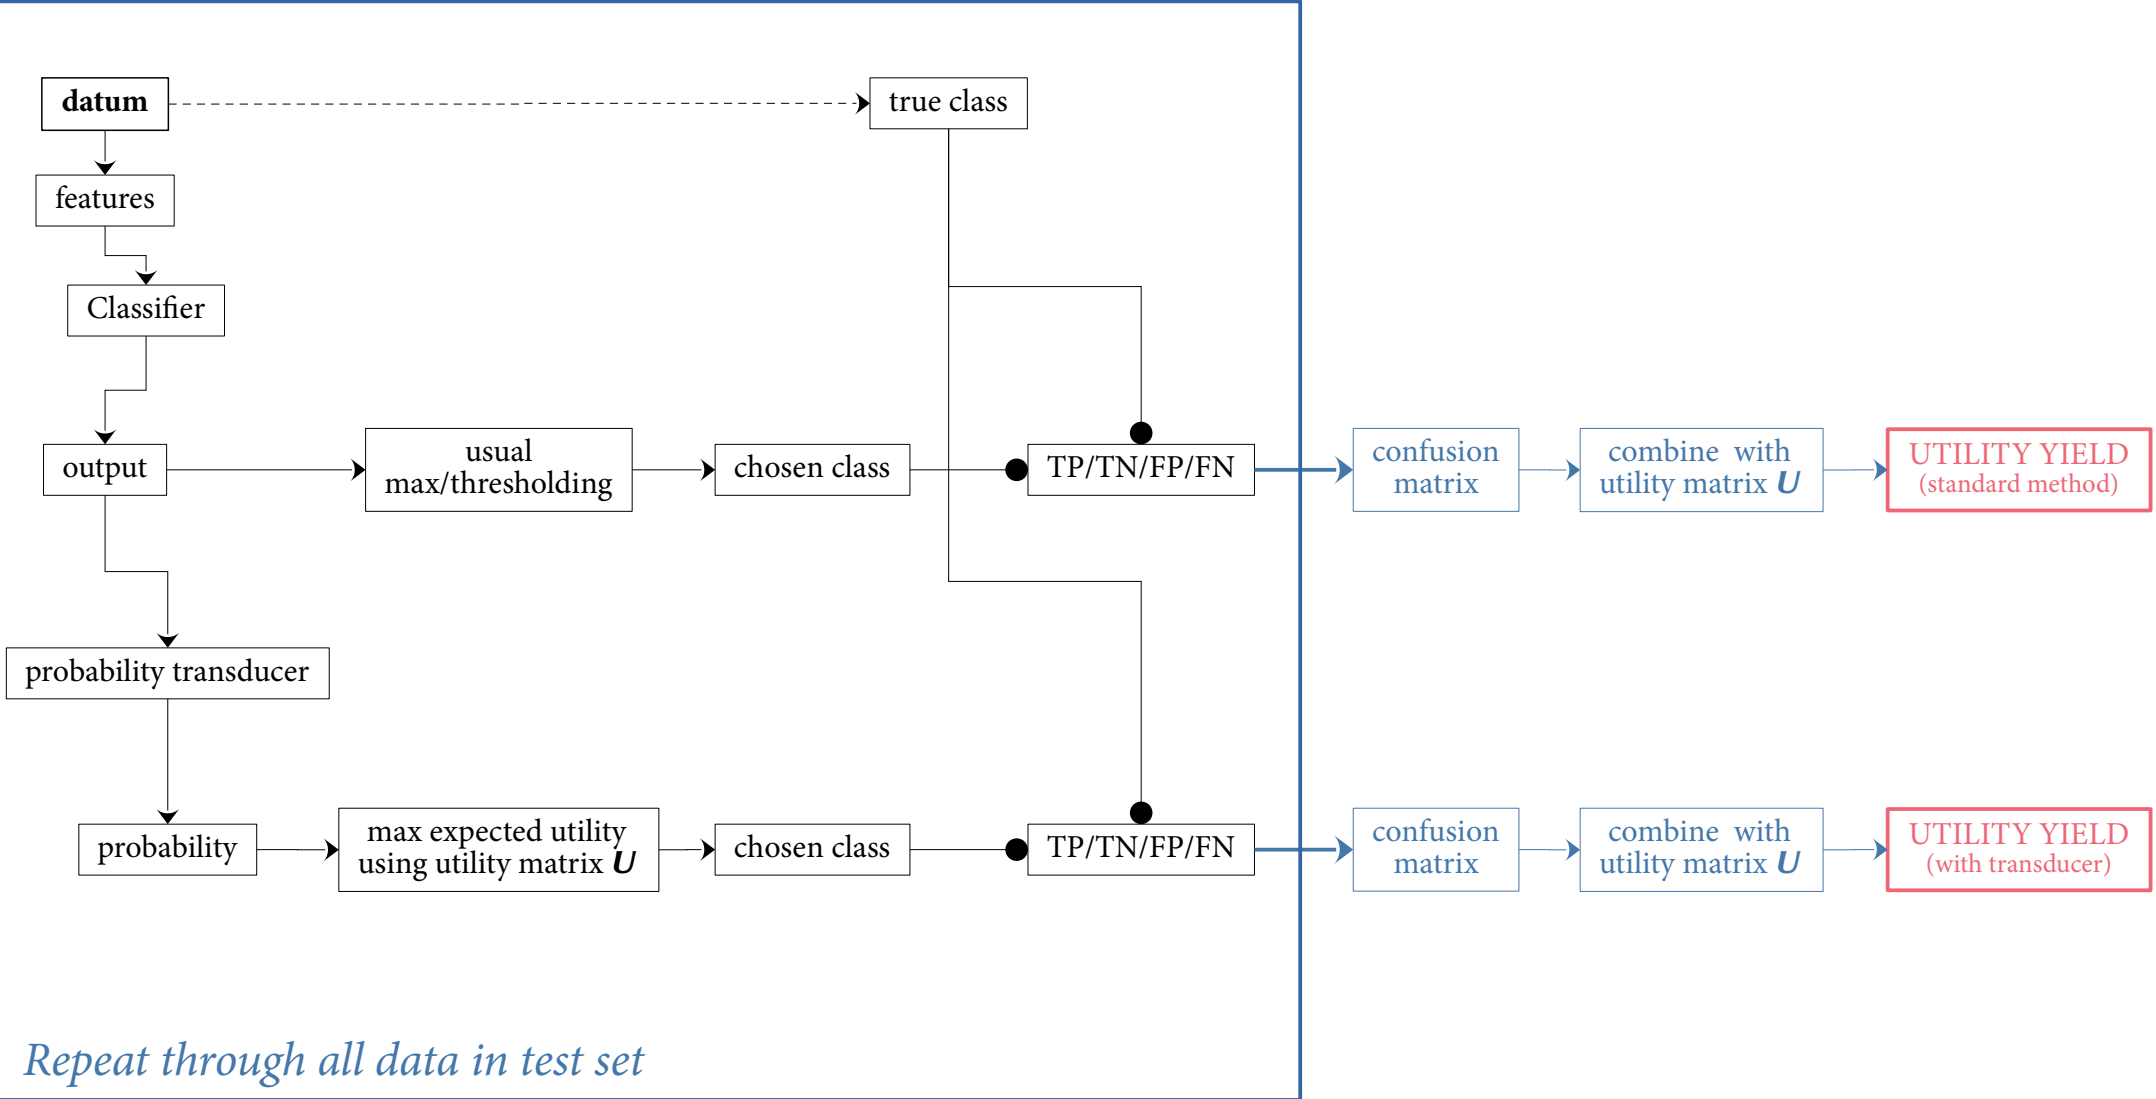 datum
true class
features
Classifier
output
usual
max/thresholding
chosen class
TP/TN/FP/FN
confusion
matrix
combine with
utility matrix U
UTILITY YIELD
(standard method)
probability transducer
probability
max expected utility
using utility matrix U
chosen class
TP/TN/FP/FN
confusion
matrix
combine with
utility matrix U
UTILITY YIELD
(with transducer)
Repeat through all data in test set